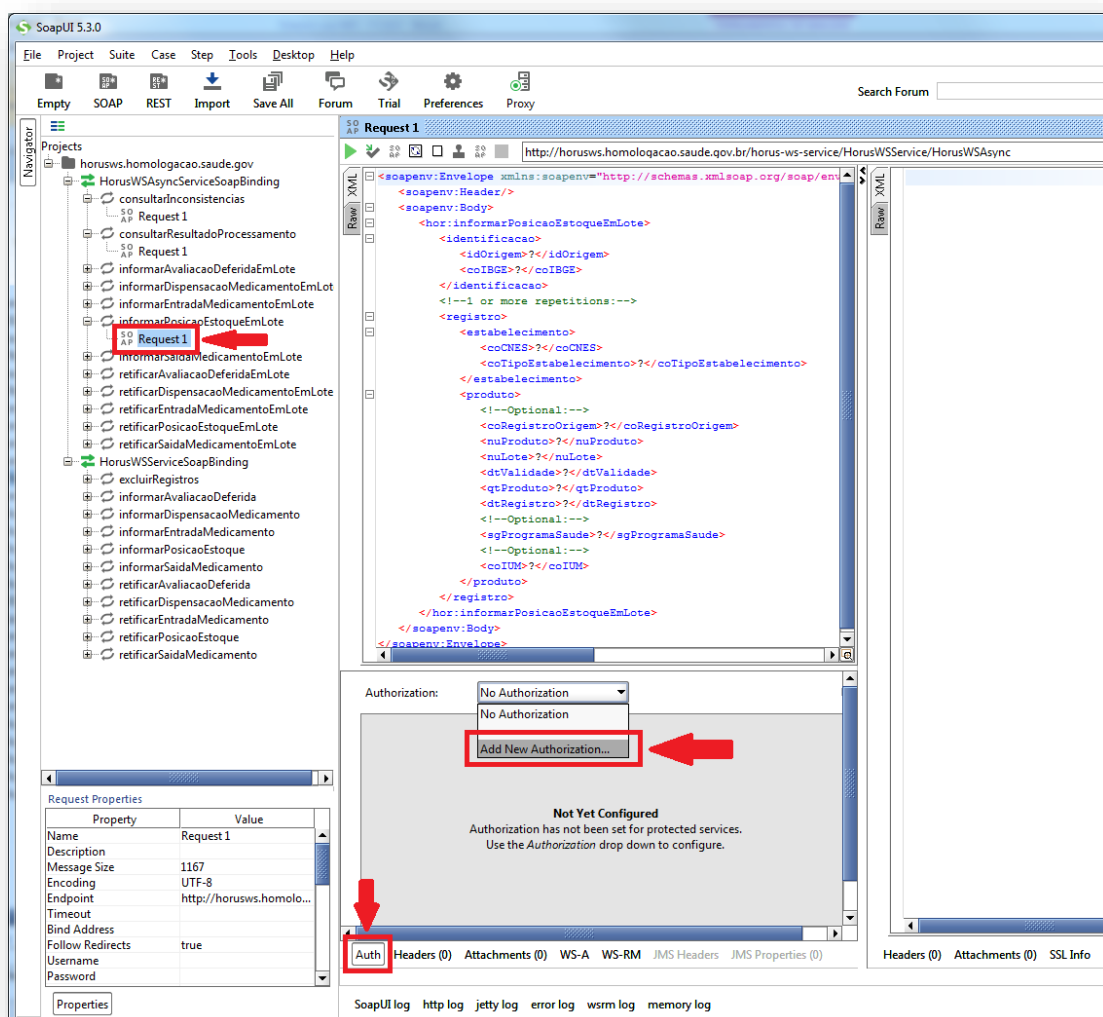 SoapUI 5.3.0
File Project Suite Case Step Tools Desktop Help
Empty SOAP REST Import Save All Forum Trial Preferences Proxy
Search Forum
Navigator
Projects
horusws.homologacao.saude.gov
HorusWSAsyncServiceSoapBinding
consultarInconsistencias
Request 1
consultarResultadoProcessamento
Request 1
informarAvaliacaoDeferidaEmLote
informarDispensacaoMedicamentoEmLot
informarEntradaMedicamentoEmLote
informarPosicaoEstoqueEmLote
Request 1
informarSaidaMedicamentoEmLote
retificarAvaliacaoDeferidaEmLote
retificarDispensacaoMedicamentoEmLote
retificarEntradaMedicamentoEmLote
retificarPosicaoEstoqueEmLote
retificarSaidaMedicamentoEmLote
HorusWSServiceSoapBinding
excluirRegistros
informarAvaliacaoDeferida
informarDispensacaoMedicamento
informarEntradaMedicamento
informarPosicaoEstoque
informarSaidaMedicamento
retificarAvaliacaoDeferida
retificarDispensacaoMedicamento
retificarEntradaMedicamento
retificarPosicaoEstoque
retificarSaidaMedicamento
Request Properties
Property Value
Name Request 1
Description
Message Size 1167
Encoding UTF-8
Endpoint http://horusws.homolo...
Timeout
Bind Address
Follow Redirects true
Username
Password
Properties
SOAP Request 1
http://horusws.homologacao.saude.gov.br/horus-ws-service/HorusWSService/HorusWSAsync
XML
Raw
<soapenv:Envelope xmlns:soapenv="http://schemas.xmlsoap.org/soap/env
<soapenv:Header/>
<soapenv:Body>
<hor:informarPosicaoEstoqueEmLote>
<identificacao>
<idOrigem>?</idOrigem>
<coIBGE>?</coIBGE>
</identificacao>
<!--1 or more repetitions:-->
<registro>
<estabelecimento>
<coCNES>?</coCNES>
<coTipoEstabelecimento>?</coTipoEstabelecimento>
</estabelecimento>
<produto>
<!--Optional:-->
<coRegistroOrigem>?</coRegistroOrigem>
<nuProduto>?</nuProduto>
<nuLote>?</nuLote>
<dtValidade>?</dtValidade>
<qtProduto>?</qtProduto>
<dtRegistro>?</dtRegistro>
<!--Optional:-->
<sgProgramaSaude>?</sgProgramaSaude>
<!--Optional:-->
<coIUM>?</coIUM>
</produto>
</registro>
</hor:informarPosicaoEstoqueEmLote>
</soapenv:Body>
</soapenv:Envelope>
XML
Raw
Authorization: No Authorization
No Authorization
Add New Authorization...
Not Yet Configured
Authorization has not been set for protected services.
Use the Authorization drop down to configure.
Auth Headers (0) Attachments (0) WS-A WS-RM JMS Headers JMS Properties (0)
Headers (0) Attachments (0) SSL Info
SoapUI log http log jetty log error log wsrm log memory log